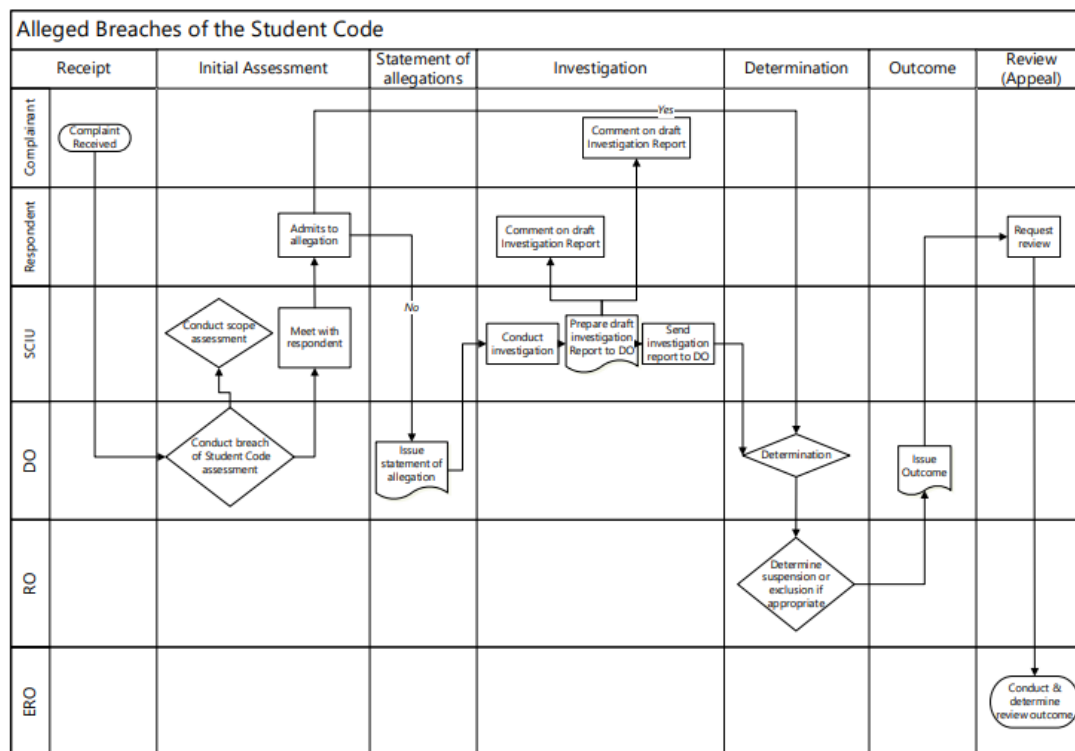 Alleged Breaches of the Student Code
Receipt
Initial Assessment
Statement of
allegations
Investigation
Determination
Outcome
Review
(Appeal)
Complainant
Complaint
Received
Yes
Comment on draft
Investigation Report
Respondent
Admits to
allegation
Comment on draft
Investigation Report
Request
review
SCIU
Conduct scope
assessment
Meet with
respondent
No
Conduct
investigation
Prepare draft
investigation
Report to DO
Send
investigation
report to DO
DO
Conduct breach
of Student Code
assessment
Issue
statement of
allegation
Determination
Issue
Outcome
RO
Determine
suspension or
exclusion if
appropriate
ERO
Conduct &
determine
review outcome